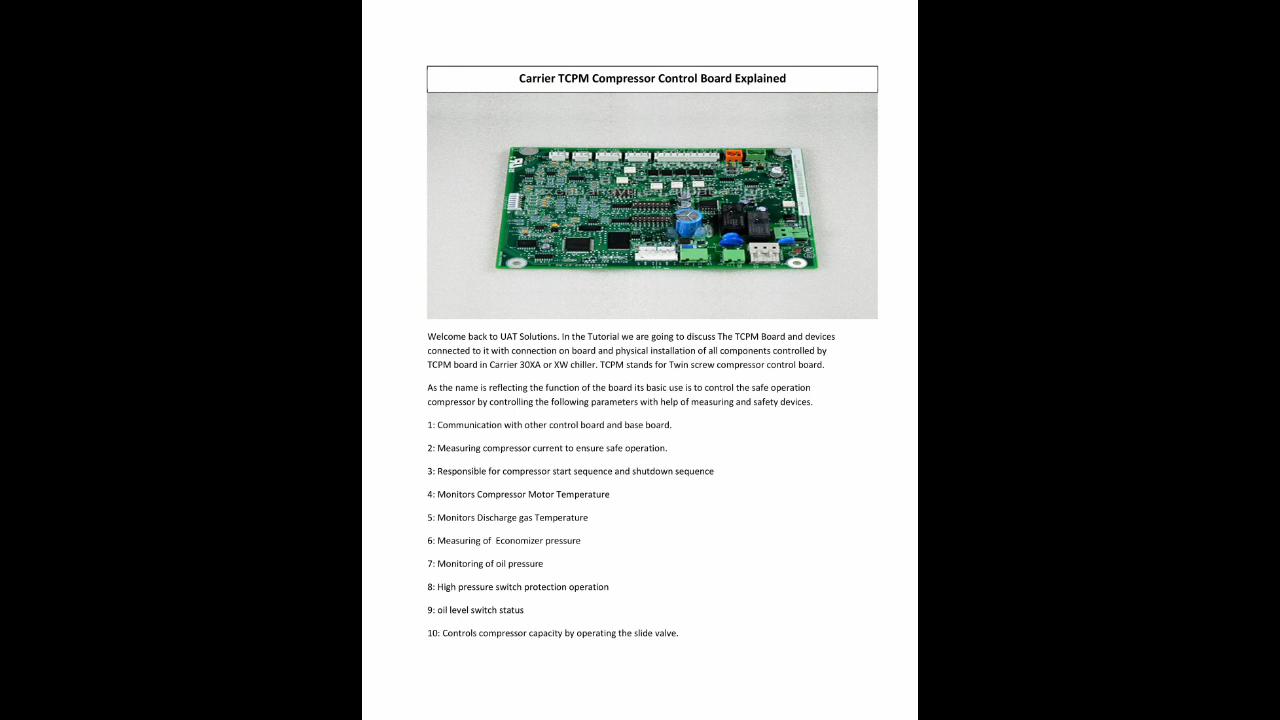 Carrier TCPM Compressor Control Board Explained
Welcome back to UAT Solutions. In the Tutorial we are going to discuss The TCPM Board and devices
connected to it with connection on board and physical installation of all components controlled by
TCPM board in Carrier 30XA or XW chiller. TCPM stands for Twin screw compressor control board.
As the name is reflecting the function of the board its basic use is to control the safe operation
compressor by controlling the following parameters with help of measuring and safety devices.
1: Communication with other control board and base board.
2: Measuring compressor current to ensure safe operation.
3: Responsible for compressor start sequence and shutdown sequence
4: Monitors Compressor Motor Temperature
5: Monitors Discharge gas Temperature
6: Measuring of  Economizer pressure
7: Monitoring of oil pressure
8: High pressure switch protection operation
9: oil level switch status
10: Controls compressor capacity by operating the slide valve.